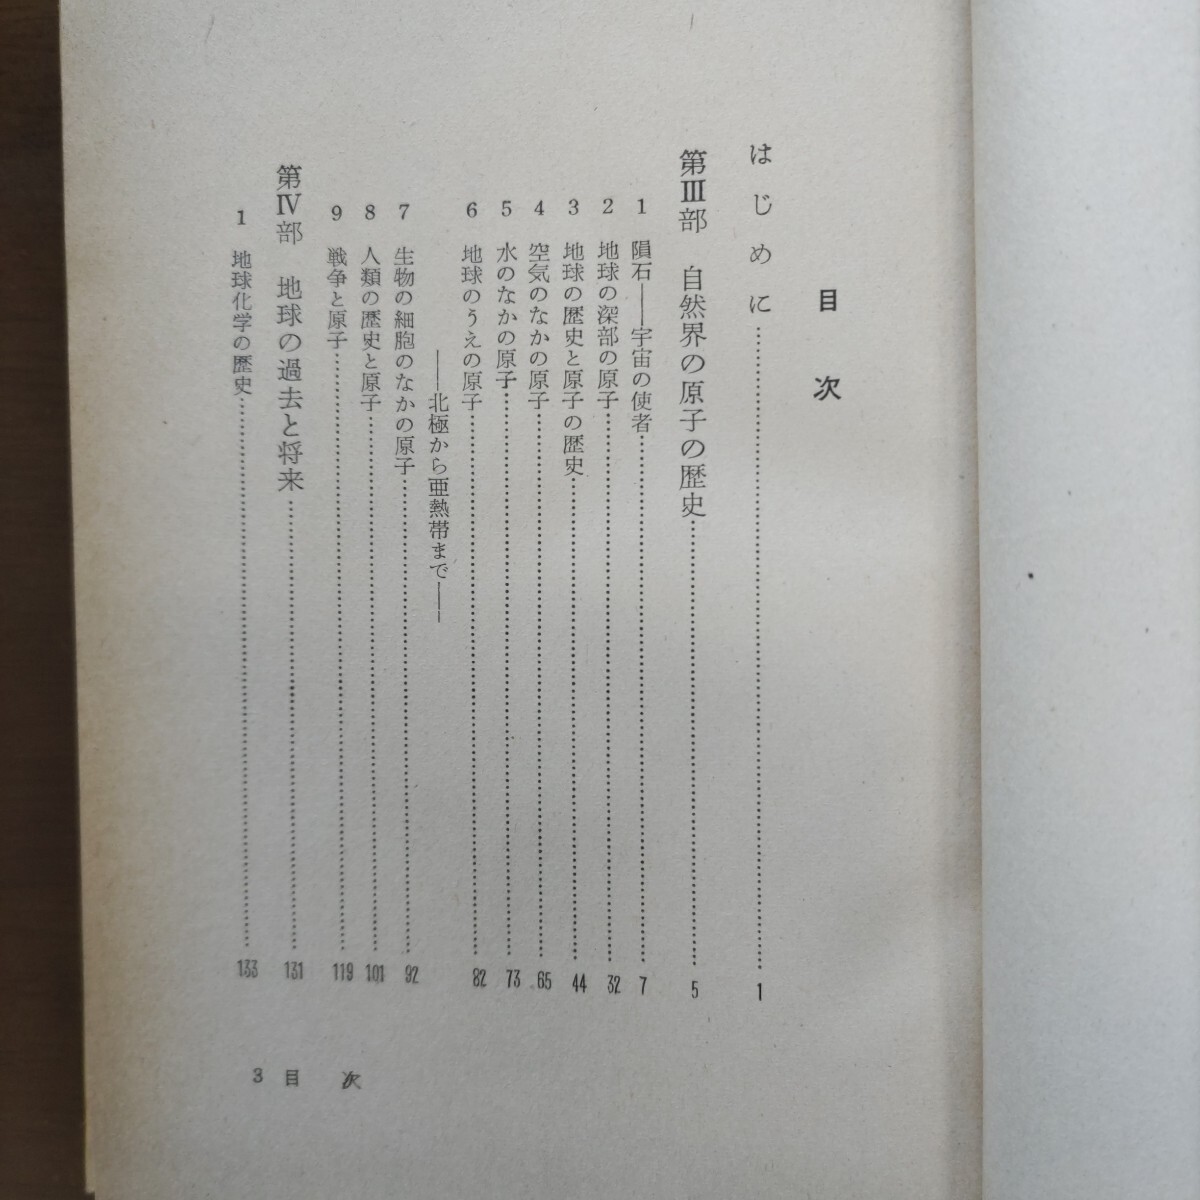 目次
はじめに……………………1
第Ⅲ部 自然界の原子の歴史……………………5
1 隕石——宇宙の使者……………………7
2 地球の深部の原子……………………32
3 地球の歴史と原子の歴史……………………44
4 空気のなかの原子……………………65
5 水のなかの原子……………………73
6 地球のうえの原子……………………82
——北極から亜熱帯まで——
7 生物の細胞のなかの原子……………………92
8 人類の歴史と原子……………………101
9 戦争と原子……………………119
第Ⅳ部 地球の過去と将来……………………131
1 地球化学の歴史……………………133
3 目次